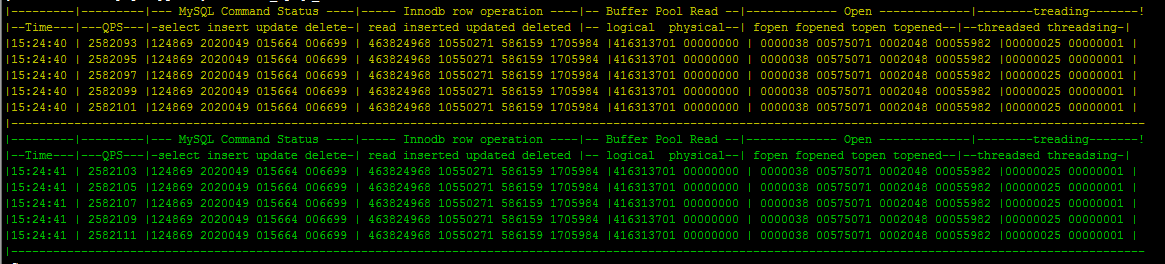 |---------|---------|--- MySQL Command Status ----|------ Innodb row operation ----|-- Buffer Pool Read --|------------- Open -------------|--------treading-------!
|--Time---|---QPS---|-select insert update delete-| read inserted updated deleted |-- logical physical--| fopen fopened topen topened--|--threadsed threadsing-|
|15:24:40 | 2582093 |124869 2020049 015664 006699 | 463824968 10550271 586159 1705984 |416313701 00000000 | 0000038 00575071 0002048 00055982 |00000025 00000001 |
|15:24:40 | 2582095 |124869 2020049 015664 006699 | 463824968 10550271 586159 1705984 |416313701 00000000 | 0000038 00575071 0002048 00055982 |00000025 00000001 |
|15:24:40 | 2582097 |124869 2020049 015664 006699 | 463824968 10550271 586159 1705984 |416313701 00000000 | 0000038 00575071 0002048 00055982 |00000025 00000001 |
|15:24:40 | 2582099 |124869 2020049 015664 006699 | 463824968 10550271 586159 1705984 |416313701 00000000 | 0000038 00575071 0002048 00055982 |00000025 00000001 |
|15:24:40 | 2582101 |124869 2020049 015664 006699 | 463824968 10550271 586159 1705984 |416313701 00000000 | 0000038 00575071 0002048 00055982 |00000025 00000001 |
|---------|---------|--- MySQL Command Status ----|------ Innodb row operation ----|-- Buffer Pool Read --|------------- Open -------------|--------treading-------!
|--Time---|---QPS---|-select insert update delete-| read inserted updated deleted |-- logical physical--| fopen fopened topen topened--|--threadsed threadsing-|
|15:24:41 | 2582103 |124869 2020049 015664 006699 | 463824968 10550271 586159 1705984 |416313701 00000000 | 0000038 00575071 0002048 00055982 |00000025 00000001 |
|15:24:41 | 2582105 |124869 2020049 015664 006699 | 463824968 10550271 586159 1705984 |416313701 00000000 | 0000038 00575071 0002048 00055982 |00000025 00000001 |
|15:24:41 | 2582107 |124869 2020049 015664 006699 | 463824968 10550271 586159 1705984 |416313701 00000000 | 0000038 00575071 0002048 00055982 |00000025 00000001 |
|15:24:41 | 2582109 |124869 2020049 015664 006699 | 463824968 10550271 586159 1705984 |416313701 00000000 | 0000038 00575071 0002048 00055982 |00000025 00000001 |
|15:24:41 | 2582111 |124869 2020049 015664 006699 | 463824968 10550271 586159 1705984 |416313701 00000000 | 0000038 00575071 0002048 00055982 |00000025 00000001 |